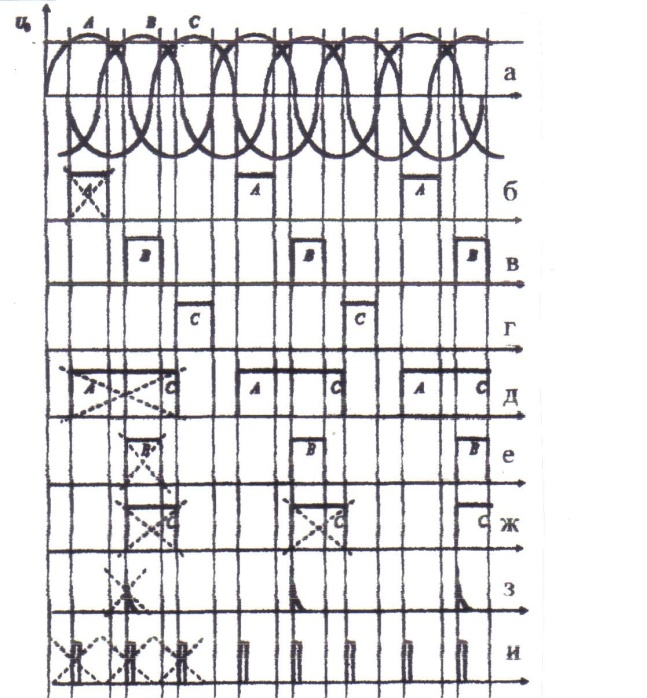 U₀ A B C
а
A A A б
B B B в
C C г
A C A C A C д
B B B е
C C C ж
з
и